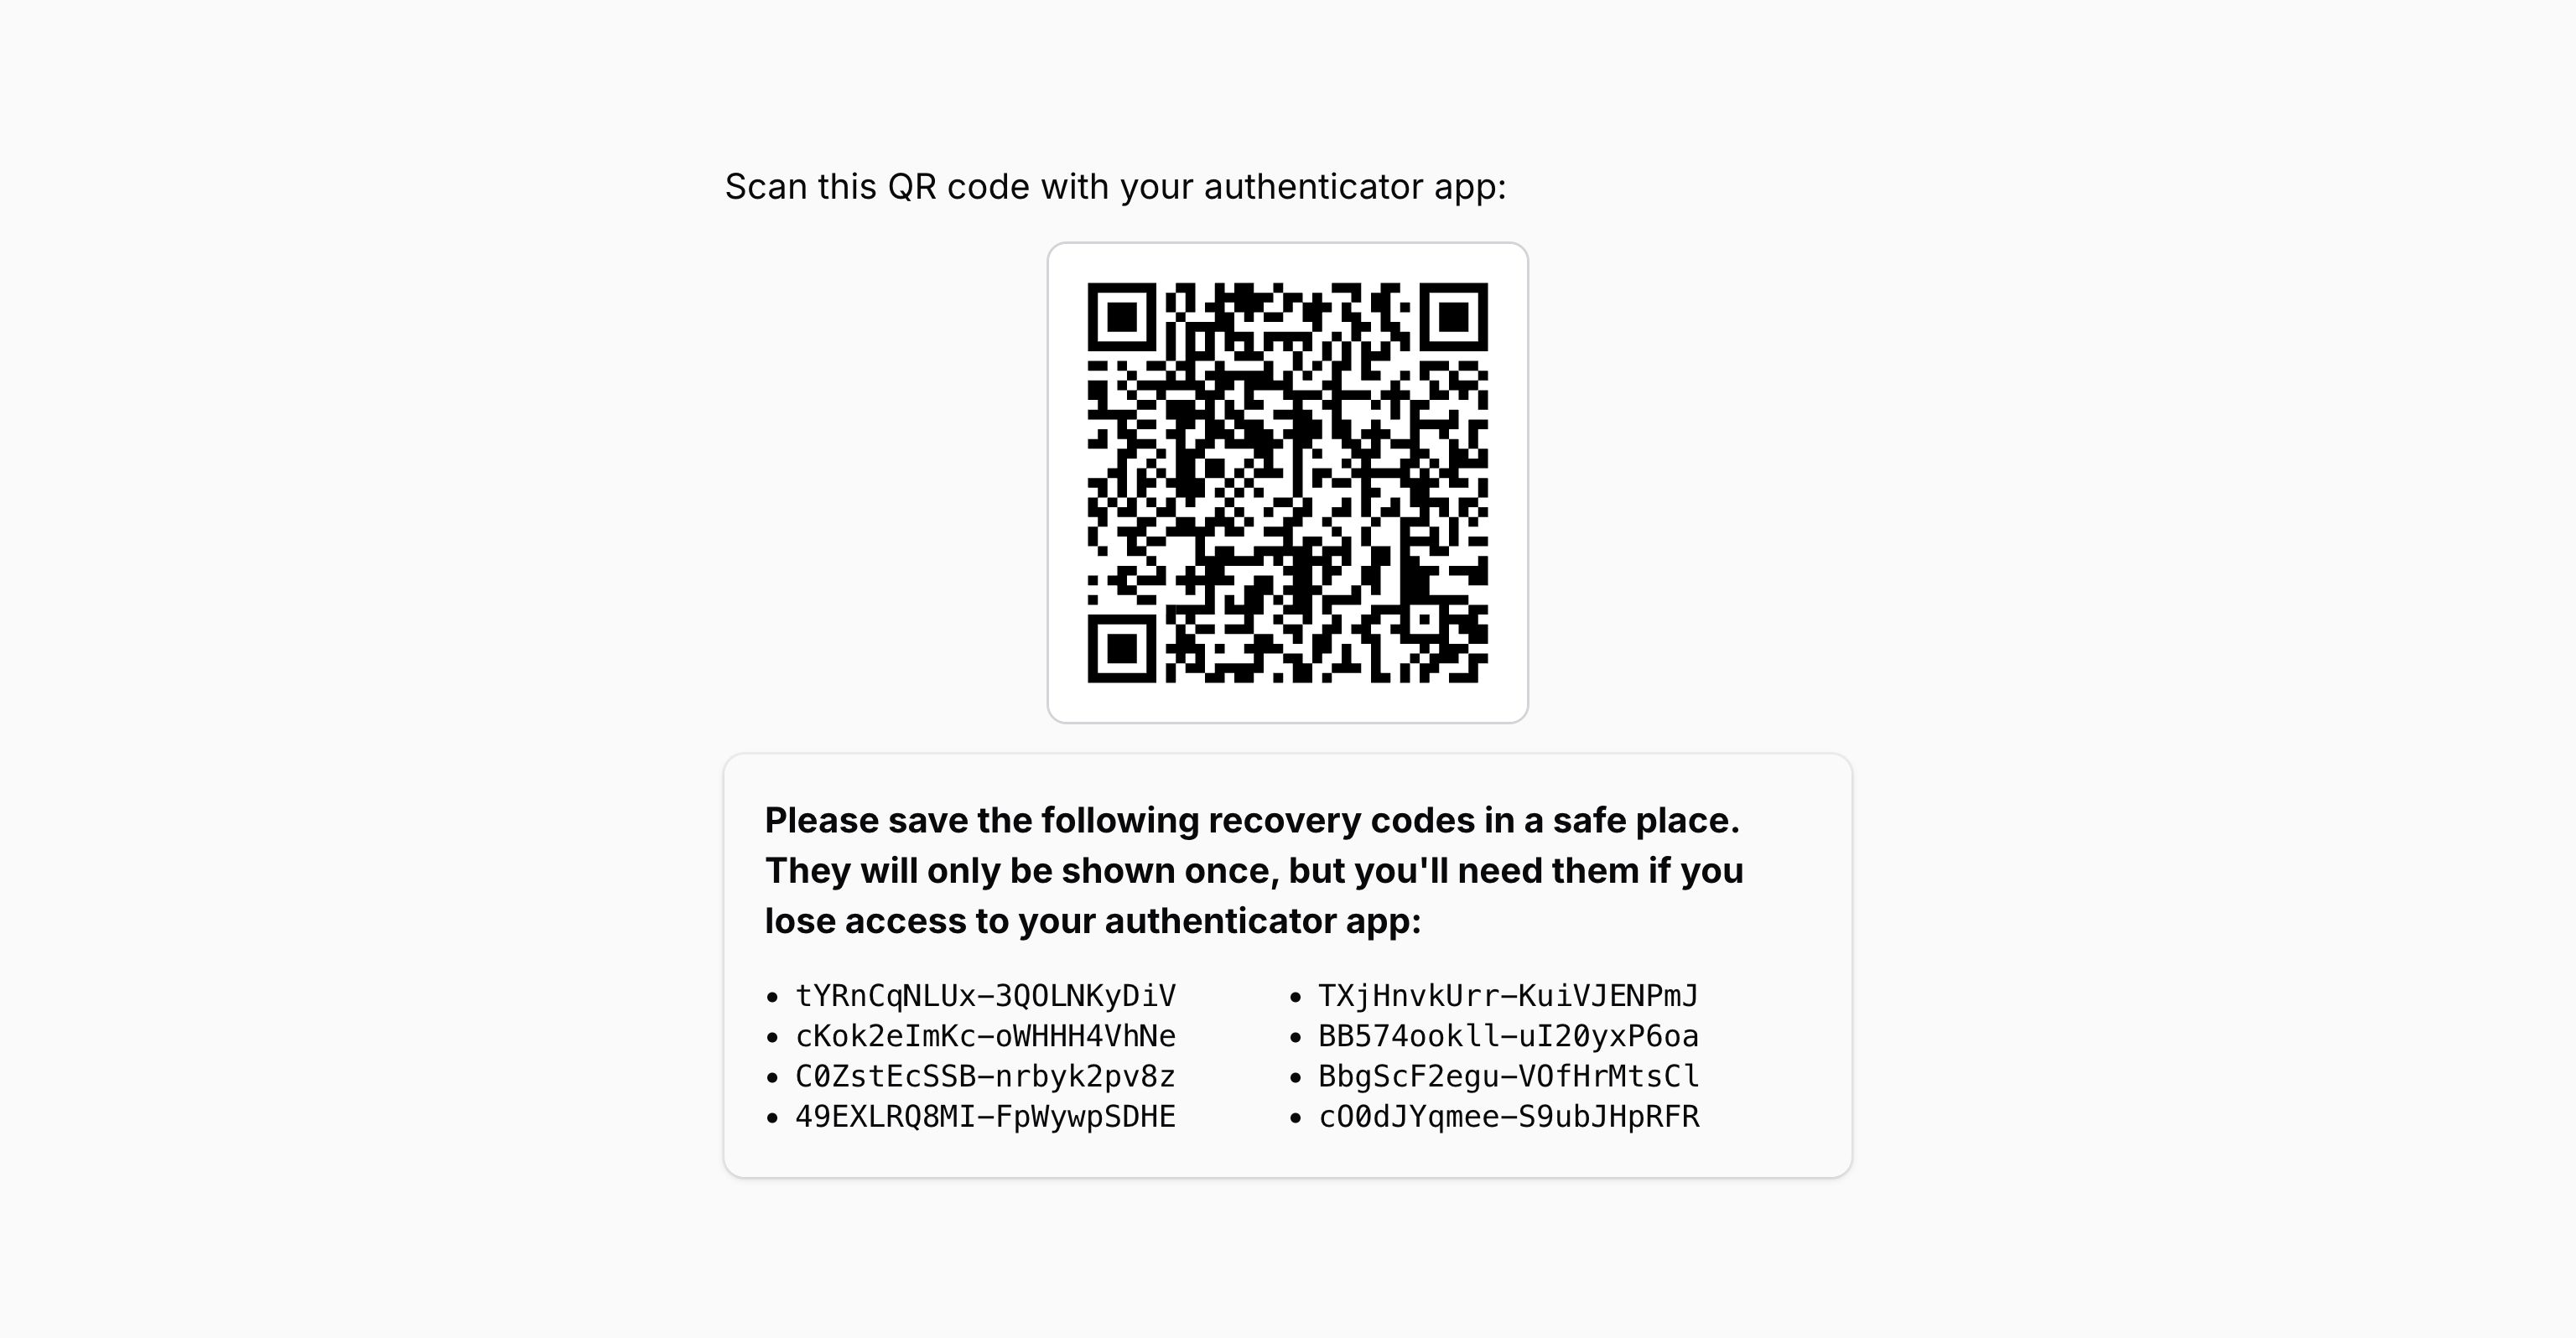 Scan this QR code with your authenticator app:
Please save the following recovery codes in a safe place.
They will only be shown once, but you'll need them if you
lose access to your authenticator app:
• tYRnCqNLUx-3QOLNKyDiV
• cKok2eImKc-oWHHH4VhNe
• C0ZstEcSSB-nrbyk2pv8z
• 49EXLRQ8MI-FpWywpSDHE
• TXjHnvkUrr-KuiVJENPmJ
• BB574ookll-uI20yxP6oa
• BbgScF2egu-VOfHrMtsCl
• cO0dJYqmee-S9ubJHpRFR